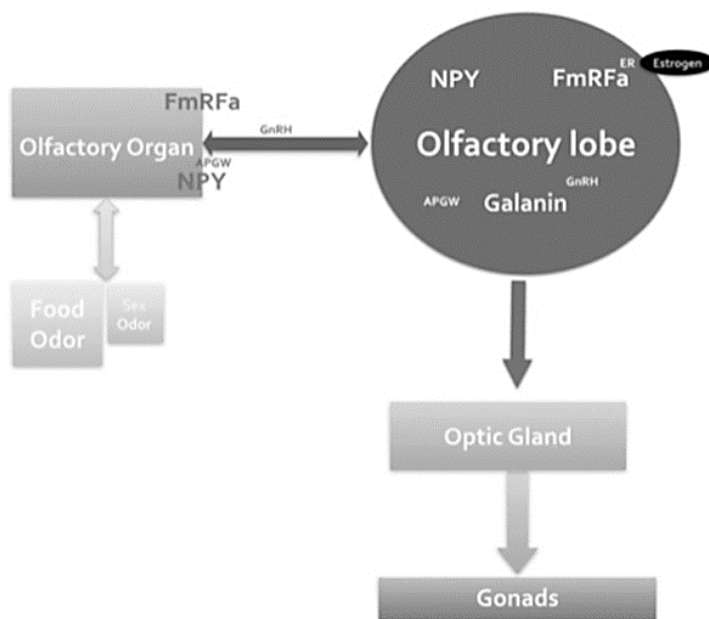 ER
Estrogen
NPY
FmRFa
FmRFa
GnRH
Olfactory Organ
Olfactory lobe
APGW
NPY
GnRH
APGW
Galanin
Food
Odor
Sex
Odor
Optic Gland
Gonads